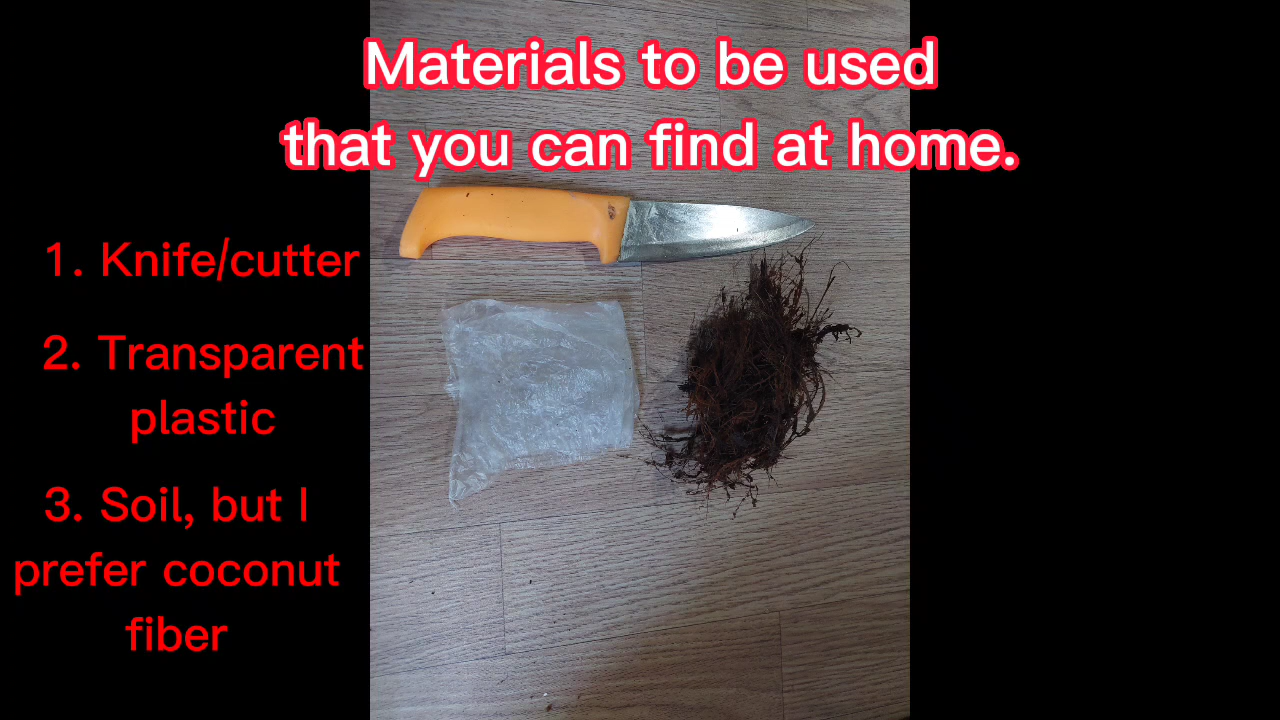 Materials to be used
that you can find at home.
1. Knife/cutter
2. Transparent
plastic
3. Soil, but I
prefer coconut
fiber